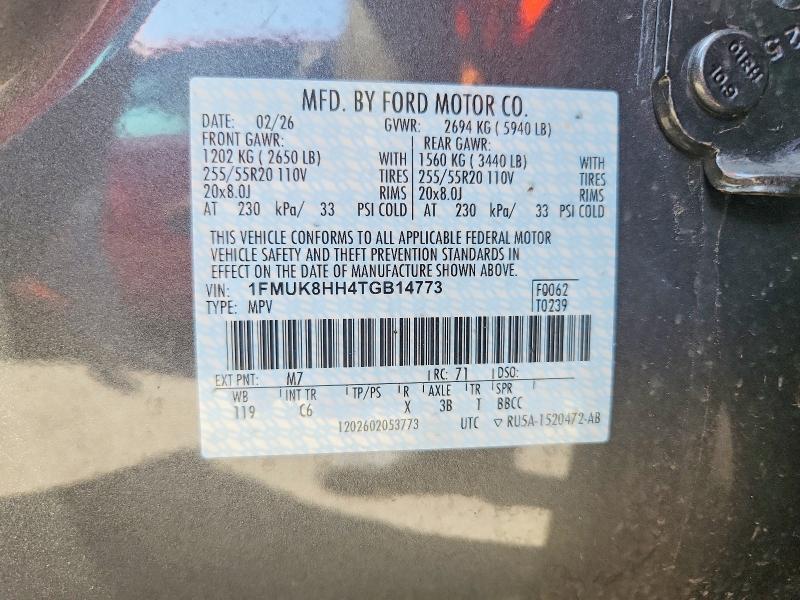 MFD. BY FORD MOTOR CO.
DATE: 02/26 GVWR: 2694 KG ( 5940 LB)
FRONT GAWR: REAR GAWR:
1202 KG ( 2650 LB) WITH 1560 KG ( 3440 LB) WITH
255/55R20 110V TIRES 255/55R20 110V TIRES
20x8.0J RIMS 20x8.0J RIMS
AT 230 kPa/ 33 PSI COLD AT 230 kPa/ 33 PSI COLD
THIS VEHICLE CONFORMS TO ALL APPLICABLE FEDERAL MOTOR
VEHICLE SAFETY AND THEFT PREVENTION STANDARDS IN
EFFECT ON THE DATE OF MANUFACTURE SHOWN ABOVE.
VIN: 1FMUK8HH4TGB14773 F0062
TYPE: MPV T0239
EXT PNT: M7 RC: 71 DSO:
WB INT TR TP/PS R AXLE TR SPR
119 C6 X 3B T BBCC
1202602053773 UTC ▽ RU5A-1520472-AB